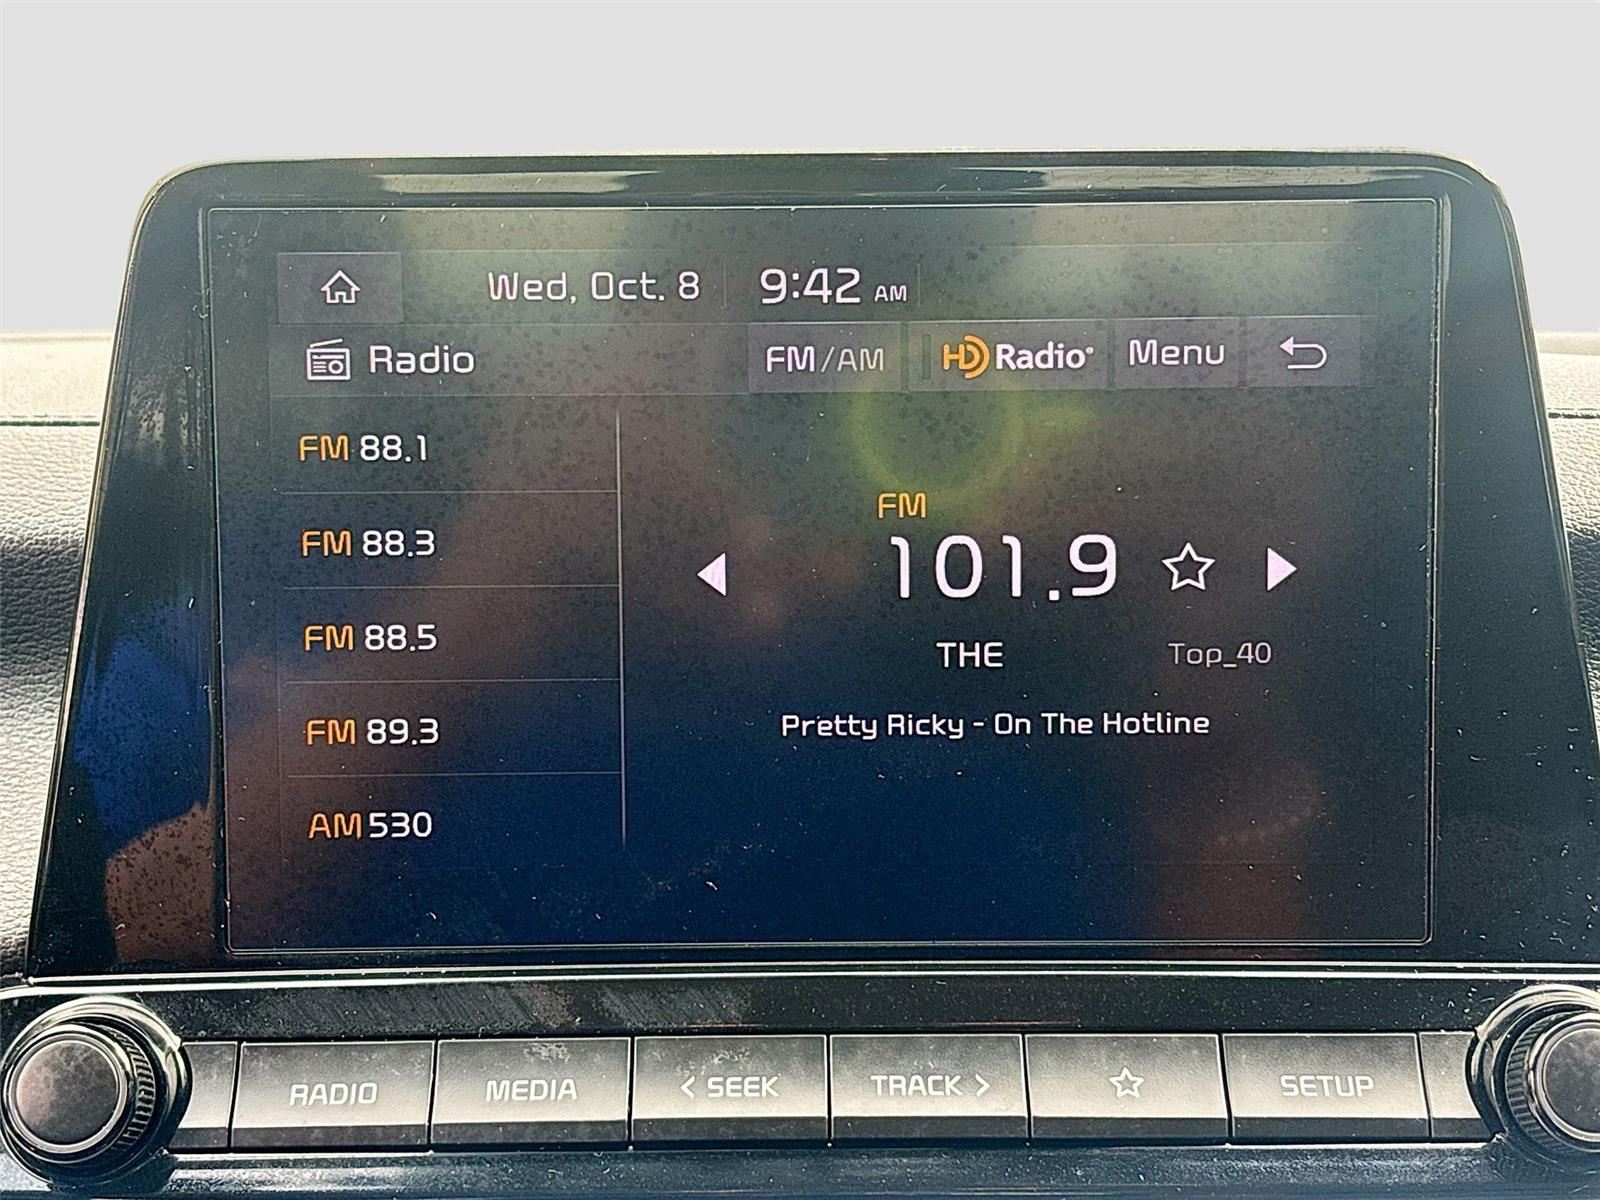 Wed, Oct. 8 9:42 AM
Radio FM/AM HD Radio® Menu
FM 88.1
FM 88.3
FM 88.5
FM 89.3
AM 530
FM
101.9
THE Top_40
Pretty Ricky - On The Hotline
RADIO MEDIA < SEEK TRACK > SETUP